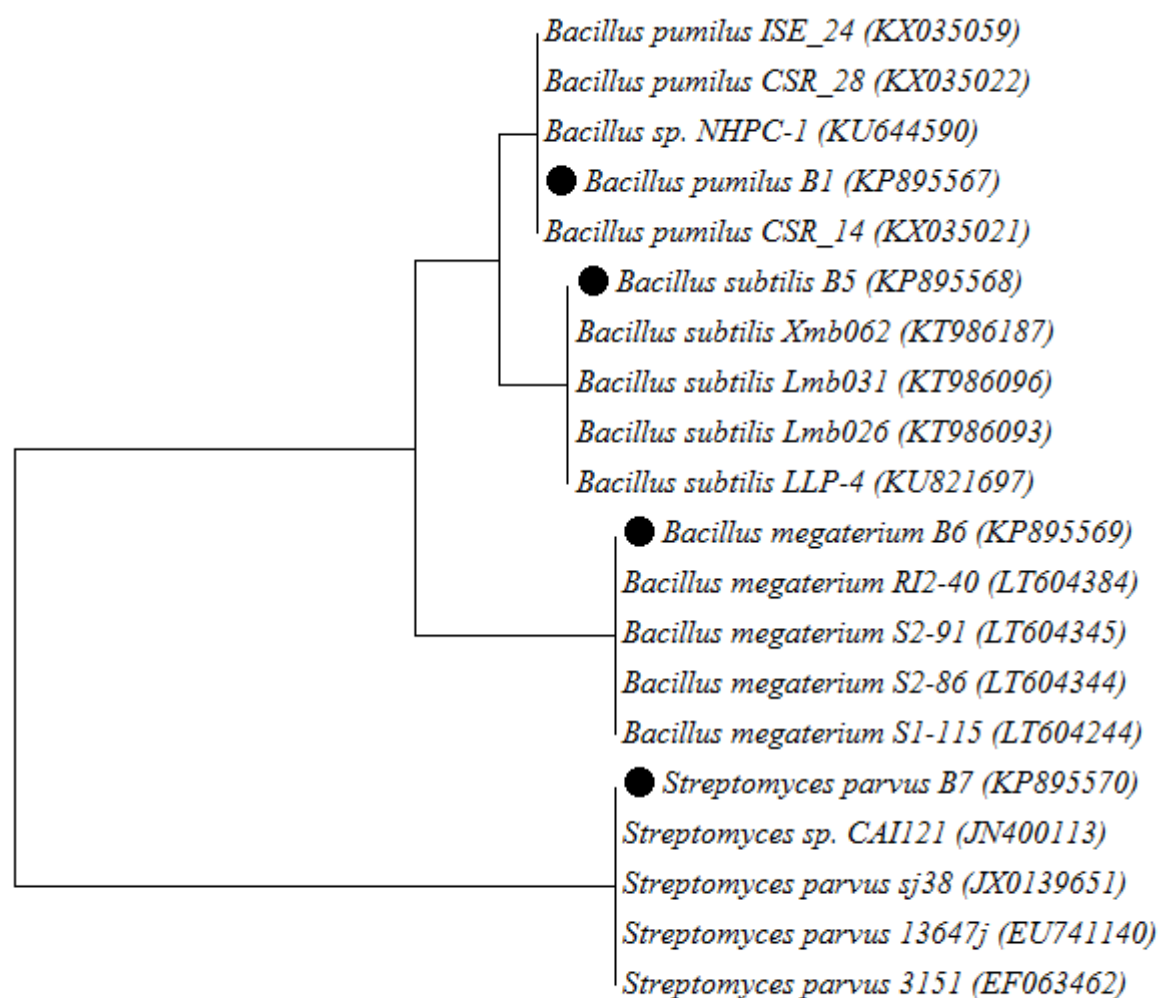 Bacillus pumilus ISE_24 (KX035059)
Bacillus pumilus CSR_28 (KX035022)
Bacillus sp. NHPC-1 (KU644590)
Bacillus pumilus B1 (KP895567)
Bacillus pumilus CSR_14 (KX035021)
Bacillus subtilis B5 (KP895568)
Bacillus subtilis Xmb062 (KT986187)
Bacillus subtilis Lmb031 (KT986096)
Bacillus subtilis Lmb026 (KT986093)
Bacillus subtilis LLP-4 (KU821697)
Bacillus megaterium B6 (KP895569)
Bacillus megaterium RI2-40 (LT604384)
Bacillus megaterium S2-91 (LT604345)
Bacillus megaterium S2-86 (LT604344)
Bacillus megaterium S1-115 (LT604244)
Streptomyces parvus B7 (KP895570)
Streptomyces sp. CAI121 (JN400113)
Streptomyces parvus sj38 (JX0139651)
Streptomyces parvus 13647j (EU741140)
Streptomyces parvus 3151 (EF063462)